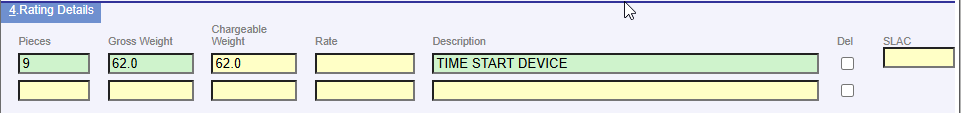 4.Rating Details
Pieces Gross Weight Chargeable Weight Rate Description Del SLAC
9 62.0 62.0 TIME START DEVICE